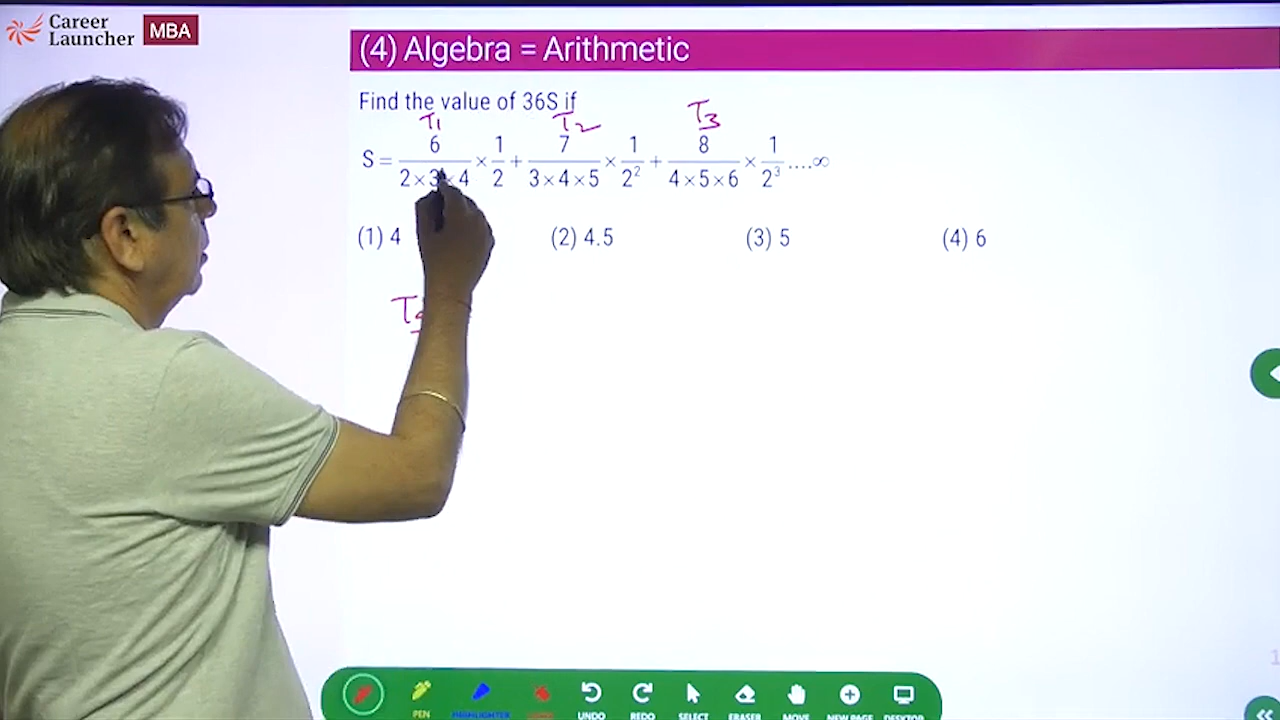 Career
Launcher MBA
(4) Algebra = Arithmetic
Find the value of 36S if
T1 T2 T3
S = 6/(2×3×4) × 1/2 + 7/(3×4×5) × 1/2² + 8/(4×5×6) × 1/2³ ....∞
(1) 4 (2) 4.5 (3) 5 (4) 6
PEN HIGHLIGHTER UNDO REDO SELECT ERASER MOVE NEW PAGE DESKTOP